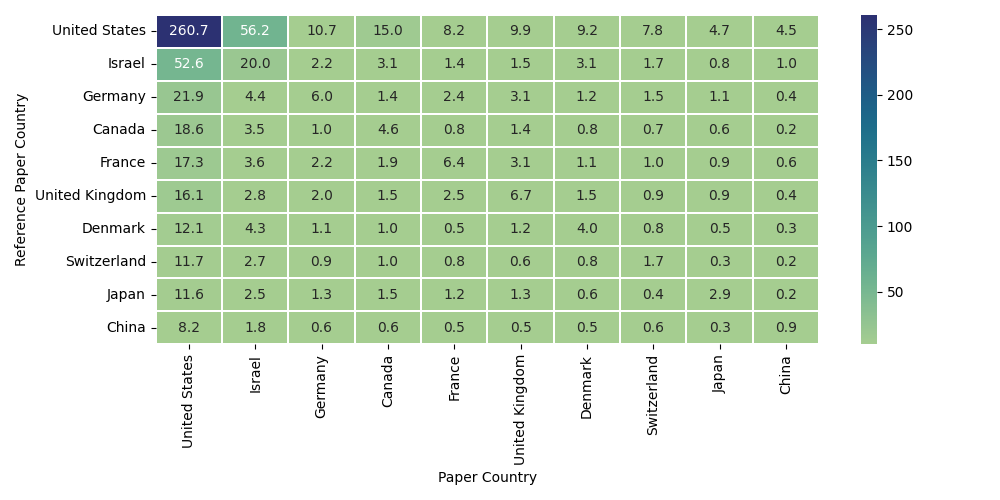 United States 260.7 56.2 10.7 15.0 8.2 9.9 9.2 7.8 4.7 4.5
Israel 52.6 20.0 2.2 3.1 1.4 1.5 3.1 1.7 0.8 1.0
Germany 21.9 4.4 6.0 1.4 2.4 3.1 1.2 1.5 1.1 0.4
Canada 18.6 3.5 1.0 4.6 0.8 1.4 0.8 0.7 0.6 0.2
France 17.3 3.6 2.2 1.9 6.4 3.1 1.1 1.0 0.9 0.6
United Kingdom 16.1 2.8 2.0 1.5 2.5 6.7 1.5 0.9 0.9 0.4
Denmark 12.1 4.3 1.1 1.0 0.5 1.2 4.0 0.8 0.5 0.3
Switzerland 11.7 2.7 0.9 1.0 0.8 0.6 0.8 1.7 0.3 0.2
Japan 11.6 2.5 1.3 1.5 1.2 1.3 0.6 0.4 2.9 0.2
China 8.2 1.8 0.6 0.6 0.5 0.5 0.5 0.6 0.3 0.9
Reference Paper Country
United States
Israel
Germany
Canada
France
United Kingdom
Denmark
Switzerland
Japan
China
Paper Country
250
200
150
100
50